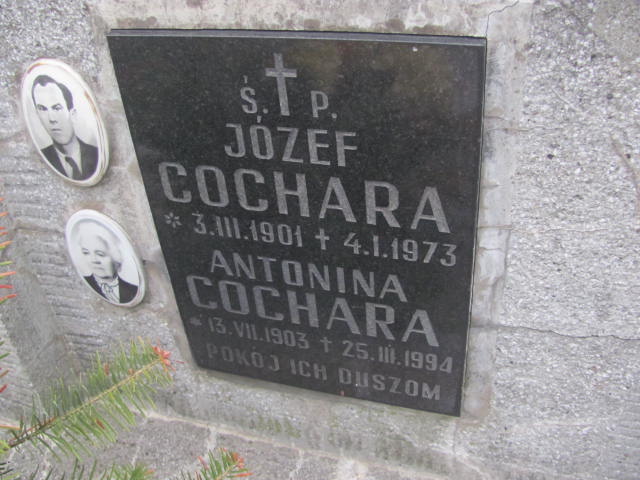 Ś. P.
JÓZEF
COCHARA
* 3.III.1901 + 4.I.1973
ANTONINA
COCHARA
* 13.VII.1903 + 25.III.1994
POKÓJ ICH DUSZOM